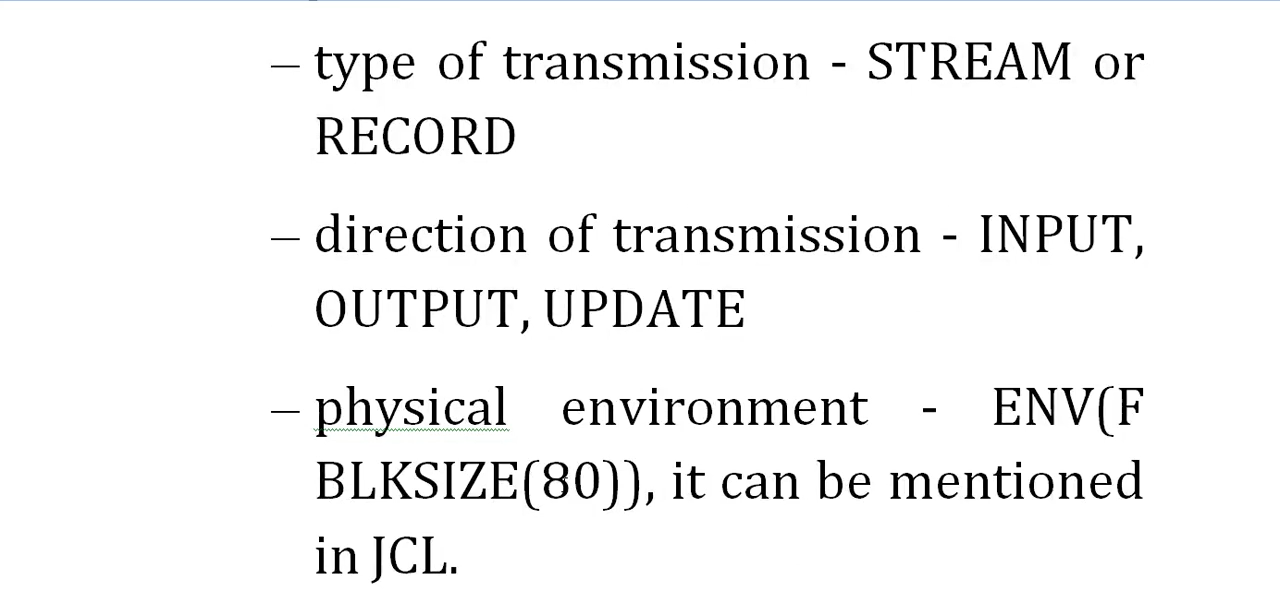 – type of transmission - STREAM or
RECORD
– direction of transmission - INPUT,
OUTPUT, UPDATE
– physical environment - ENV(F
BLKSIZE(80)), it can be mentioned
in JCL.